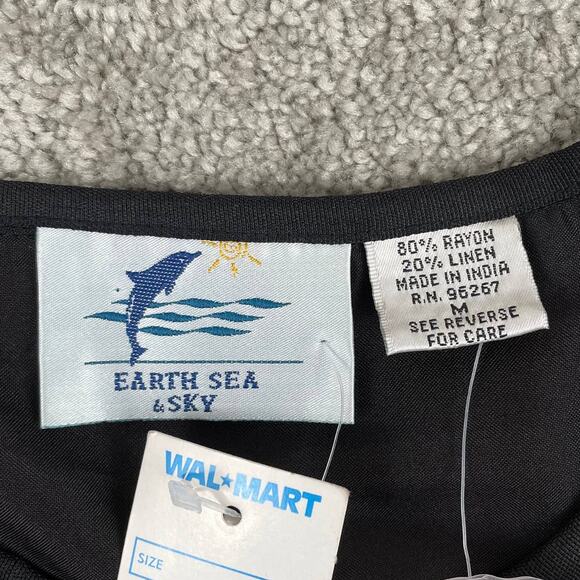 EARTH SEA
& SKY
80% RAYON
20% LINEN
MADE IN INDIA
R.N. 96267
M
SEE REVERSE
FOR CARE
WAL★MART
SIZE